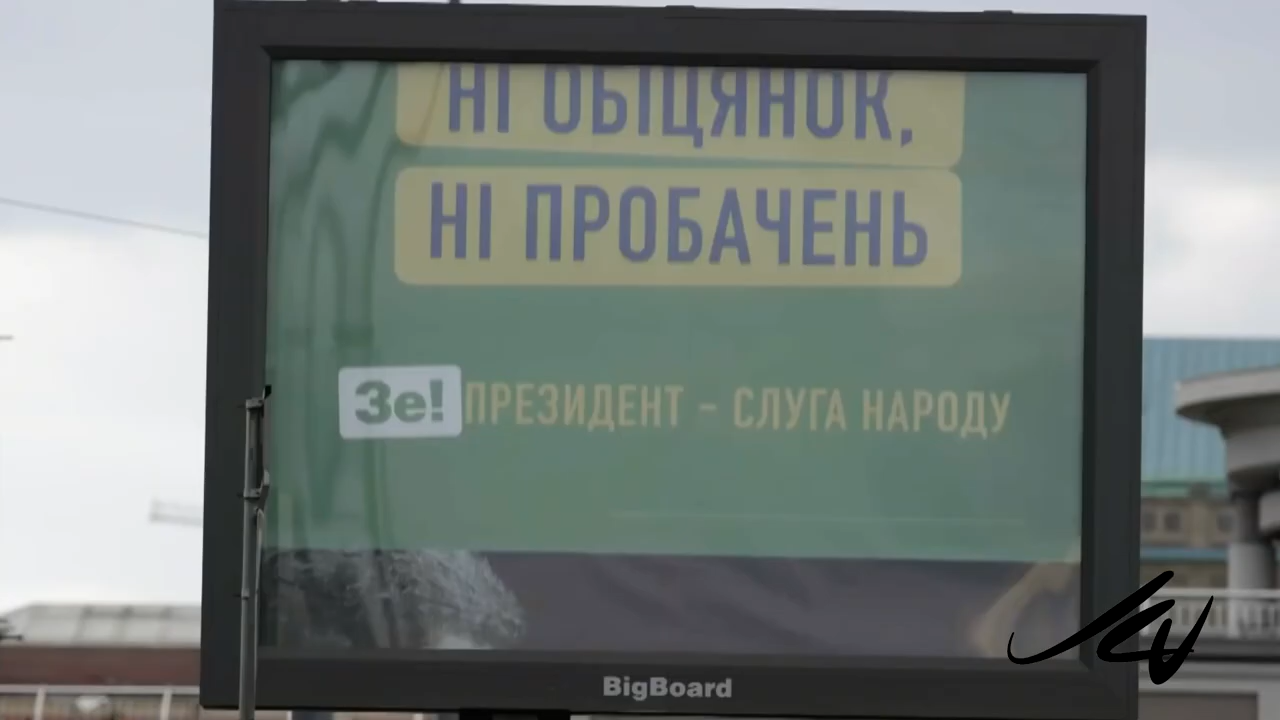 НІ ОБІЦЯНОК,
НІ ПРОБАЧЕНЬ
Зе! ПРЕЗИДЕНТ - СЛУГА НАРОДУ
BigBoard